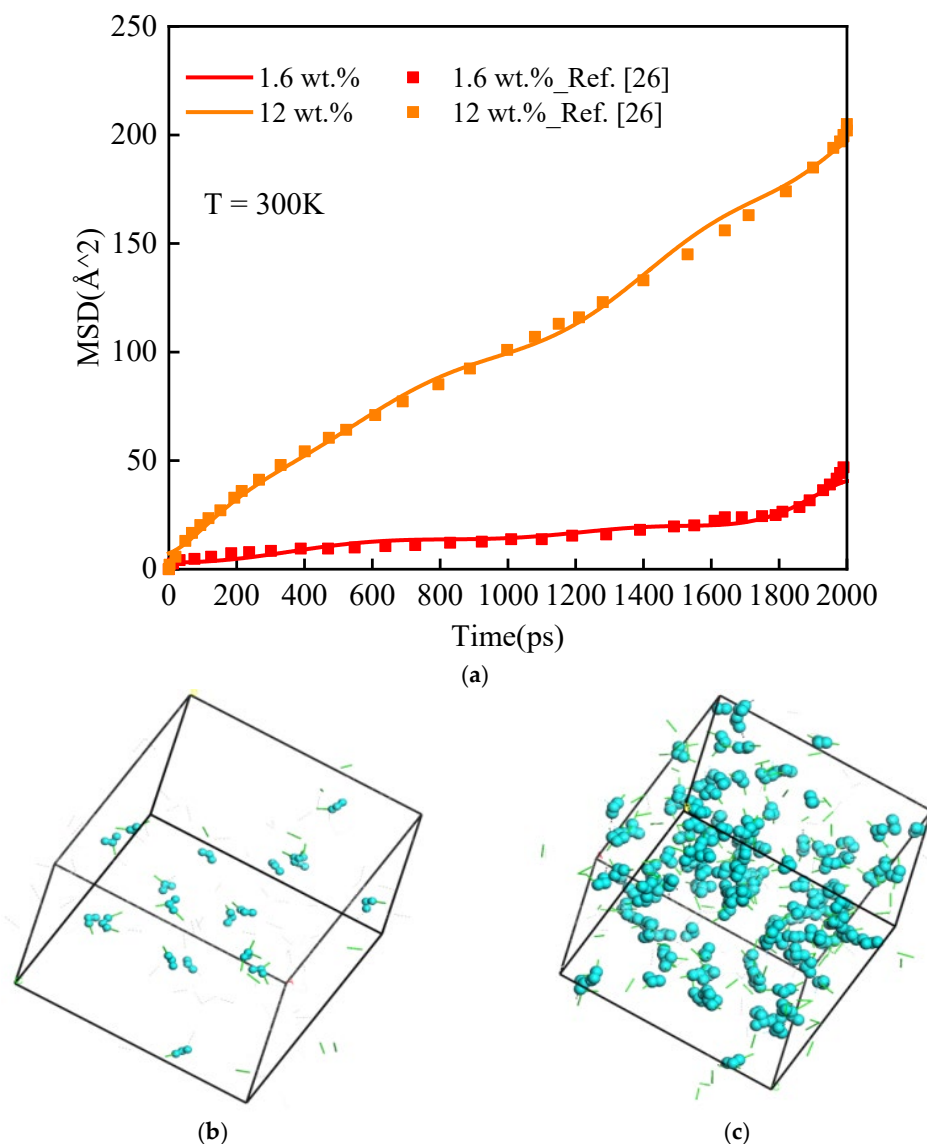 250
1.6 wt.% 1.6 wt.%_Ref. [26]
12 wt.% 12 wt.%_Ref. [26]
200
T = 300K
150
MSD(Å^2)
100
50
0
0 200 400 600 800 1000 1200 1400 1600 1800 2000
Time(ps)
(a)
(b) (c)